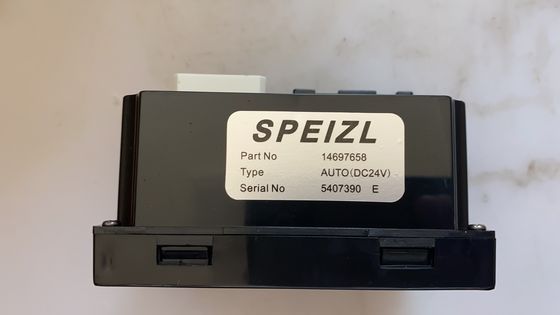 SPEIZL
Part No 14697658
Type AUTO(DC24V)
Serial No 5407390 E